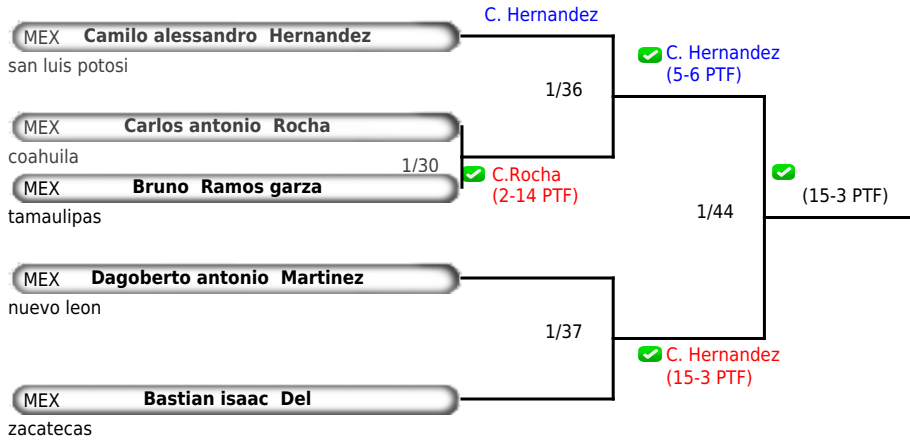 C. Hernandez
MEX Camilo alessandro Hernandez
san luis potosi
C. Hernandez
(5-6 PTF)
1/36
MEX Carlos antonio Rocha
coahuila
1/30
C.Rocha
(2-14 PTF)
MEX Bruno Ramos garza
tamaulipas
(15-3 PTF)
1/44
MEX Dagoberto antonio Martinez
nuevo leon
1/37
C. Hernandez
(15-3 PTF)
MEX Bastian isaac Del
zacatecas